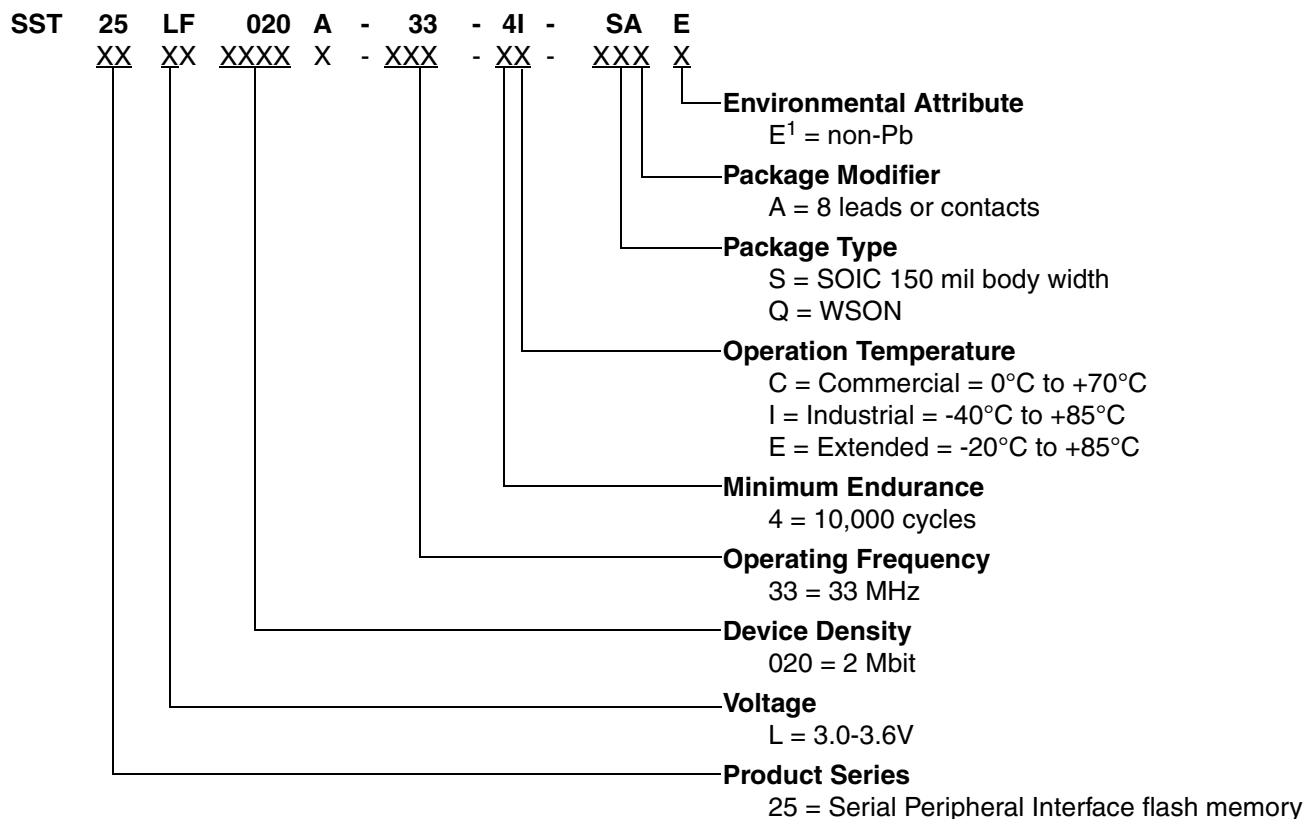 SST 25 LF 020 A - 33 - 4I - SA E
XX XX XXXX X - XXX - XX - XXX X
Environmental Attribute
E1 = non-Pb
Package Modifier
A = 8 leads or contacts
Package Type
S = SOIC 150 mil body width
Q = WSON
Operation Temperature
C = Commercial = 0°C to +70°C
I = Industrial = -40°C to +85°C
E = Extended = -20°C to +85°C
Minimum Endurance
4 = 10,000 cycles
Operating Frequency
33 = 33 MHz
Device Density
020 = 2 Mbit
Voltage
L = 3.0-3.6V
Product Series
25 = Serial Peripheral Interface flash memory